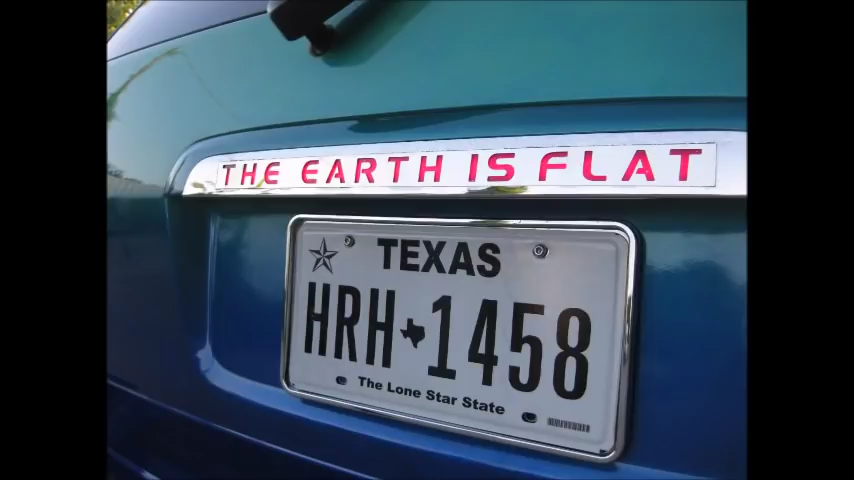 THE EARTH IS FLAT
TEXAS
HRH 1458
The Lone Star State